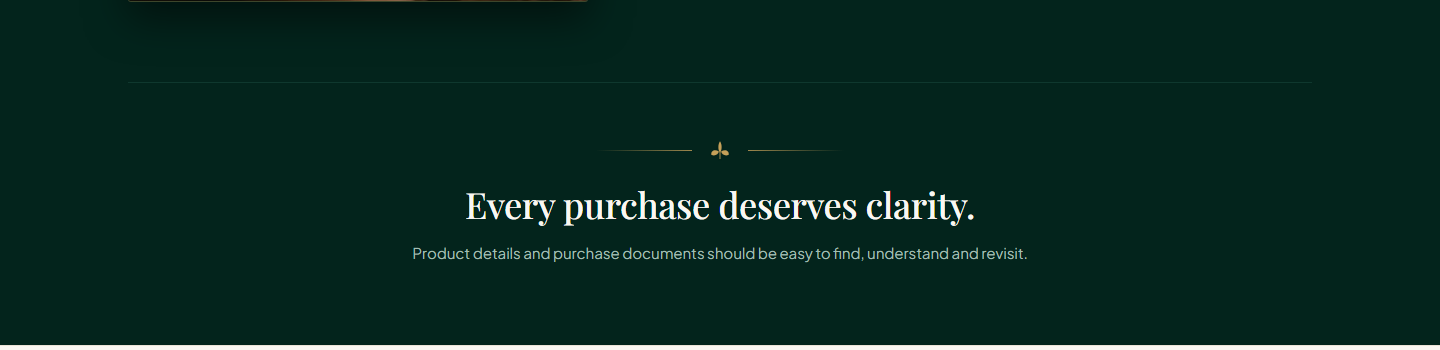 Every purchase deserves clarity.
Product details and purchase documents should be easy to find, understand and revisit.